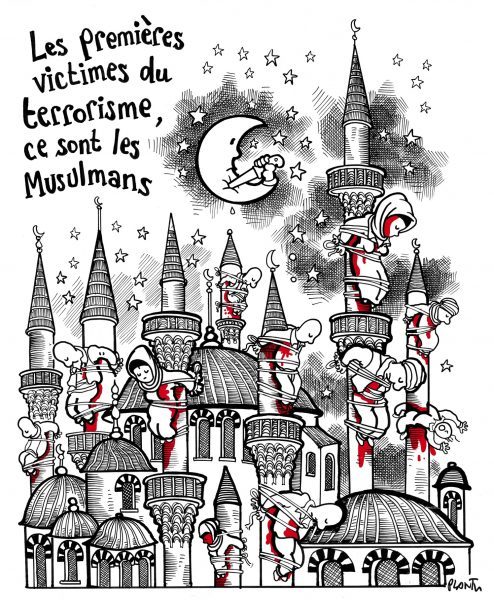 Les premières
victimes du
terrorisme,
ce sont les
Musulmans
PLANTU